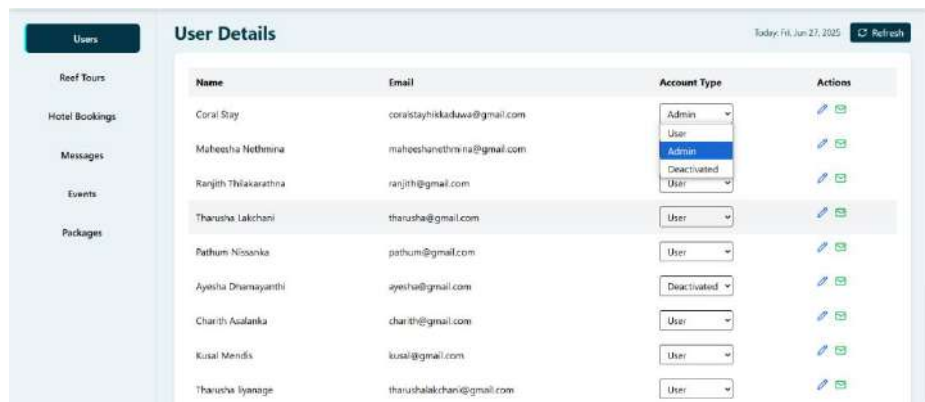 Users
Reef Tours
Hotel Bookings
Messages
Events
Packages
User Details
Today: Fri, Jun 27, 2025 Refresh
Name Email Account Type Actions
Coral Stay coralstayhikkaduwa@gmail.com Admin
User
Admin
Deactivated
Maheesha Nethmina maheeshanethmina@gmail.com
Ranjith Thilakarathna ranjith@gmail.com User
Tharusha Lakchani tharusha@gmail.com User
Pathum Nissanka pathum@gmail.com User
Ayesha Dhamayanthi ayesha@gmail.com Deactivated
Charith Asalanka charith@gmail.com User
Kusal Mendis kusal@gmail.com User
Tharusha liyanage tharushalakchani@gmail.com User